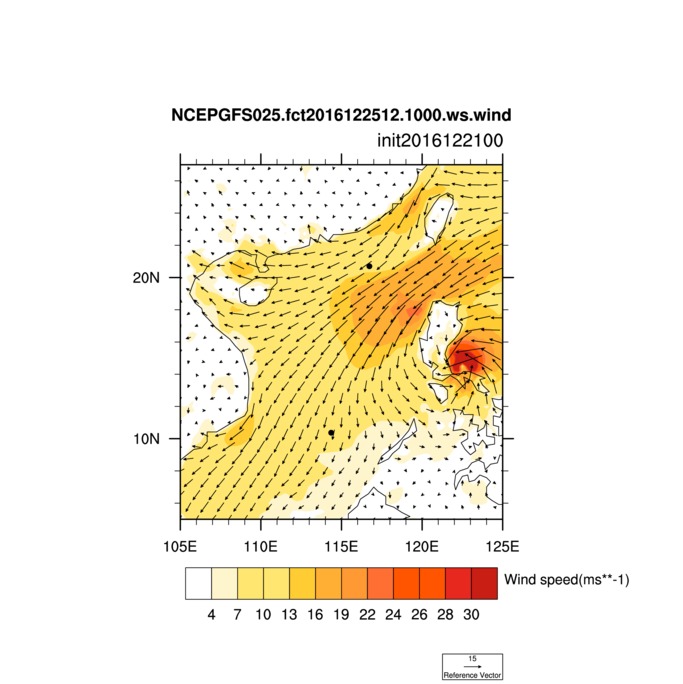 NCEPGFS025.fct2016122512.1000.ws.wind
init2016122100
20N
10N
105E 110E 115E 120E 125E
Wind speed(ms**-1)
4 7 10 13 16 19 22 24 26 28 30
15
Reference Vector